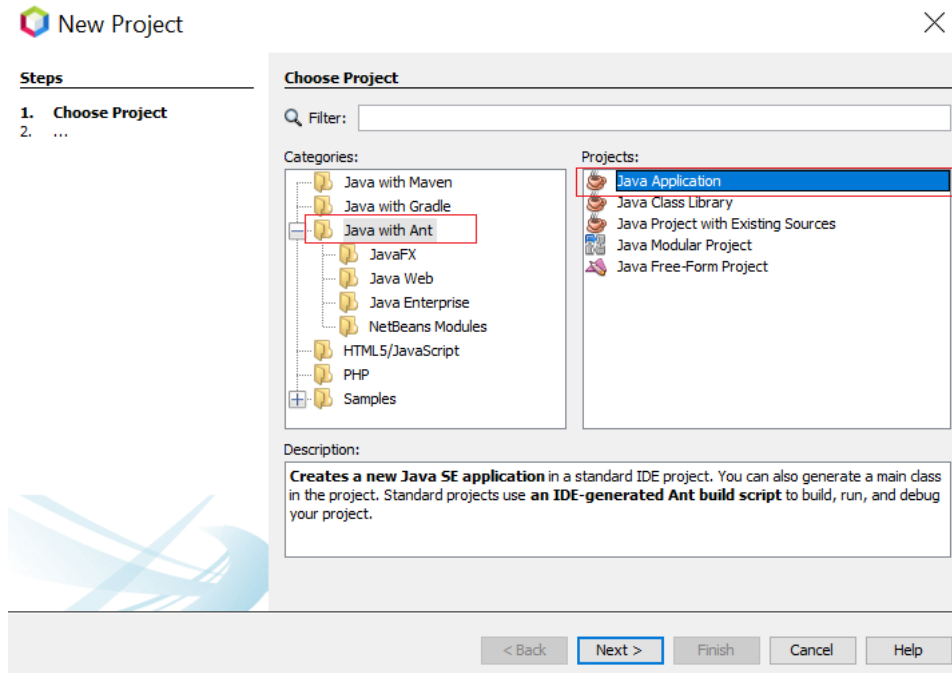 New Project
Steps
1. Choose Project
2. ...
Choose Project
Filter:
Categories:
Java with Maven
Java with Gradle
Java with Ant
JavaFX
Java Web
Java Enterprise
NetBeans Modules
HTML5/JavaScript
PHP
Samples
Projects:
Java Application
Java Class Library
Java Project with Existing Sources
Java Modular Project
Java Free-Form Project
Description:
Creates a new Java SE application in a standard IDE project. You can also generate a main class
in the project. Standard projects use an IDE-generated Ant build script to build, run, and debug
your project.
< Back
Next >
Finish
Cancel
Help